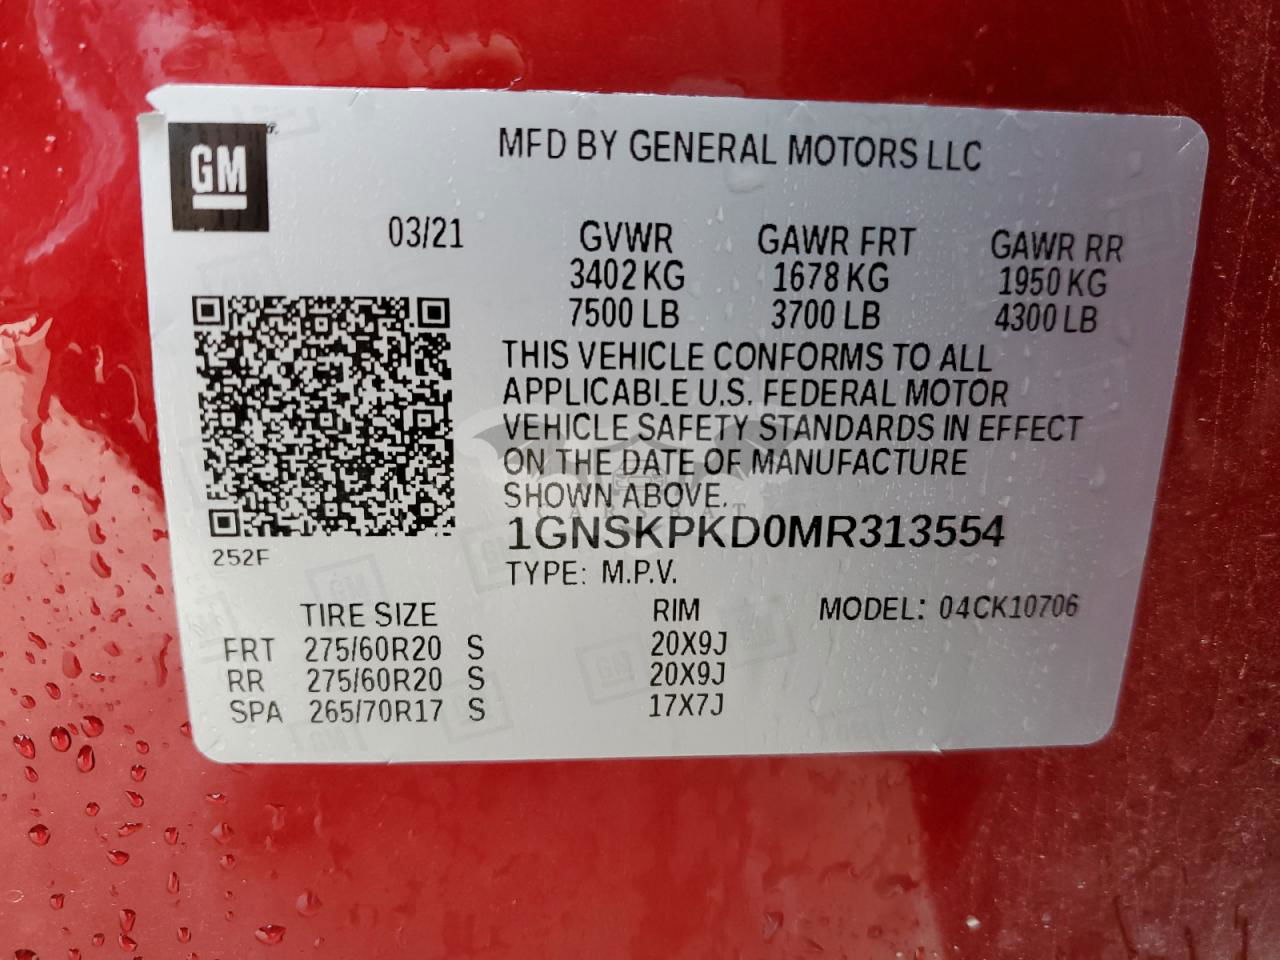 GM
MFD BY GENERAL MOTORS LLC
03/21
GVWR GAWR FRT GAWR RR
3402 KG 1678 KG 1950 KG
7500 LB 3700 LB 4300 LB
THIS VEHICLE CONFORMS TO ALL
APPLICABLE U.S. FEDERAL MOTOR
VEHICLE SAFETY STANDARDS IN EFFECT
ON THE DATE OF MANUFACTURE
SHOWN ABOVE.
CARSRAT
1GNSKPKD0MR313554
252F
TYPE: M.P.V.
TIRE SIZE RIM MODEL: 04CK10706
FRT 275/60R20 S 20X9J
RR 275/60R20 S 20X9J
SPA 265/70R17 S 17X7J